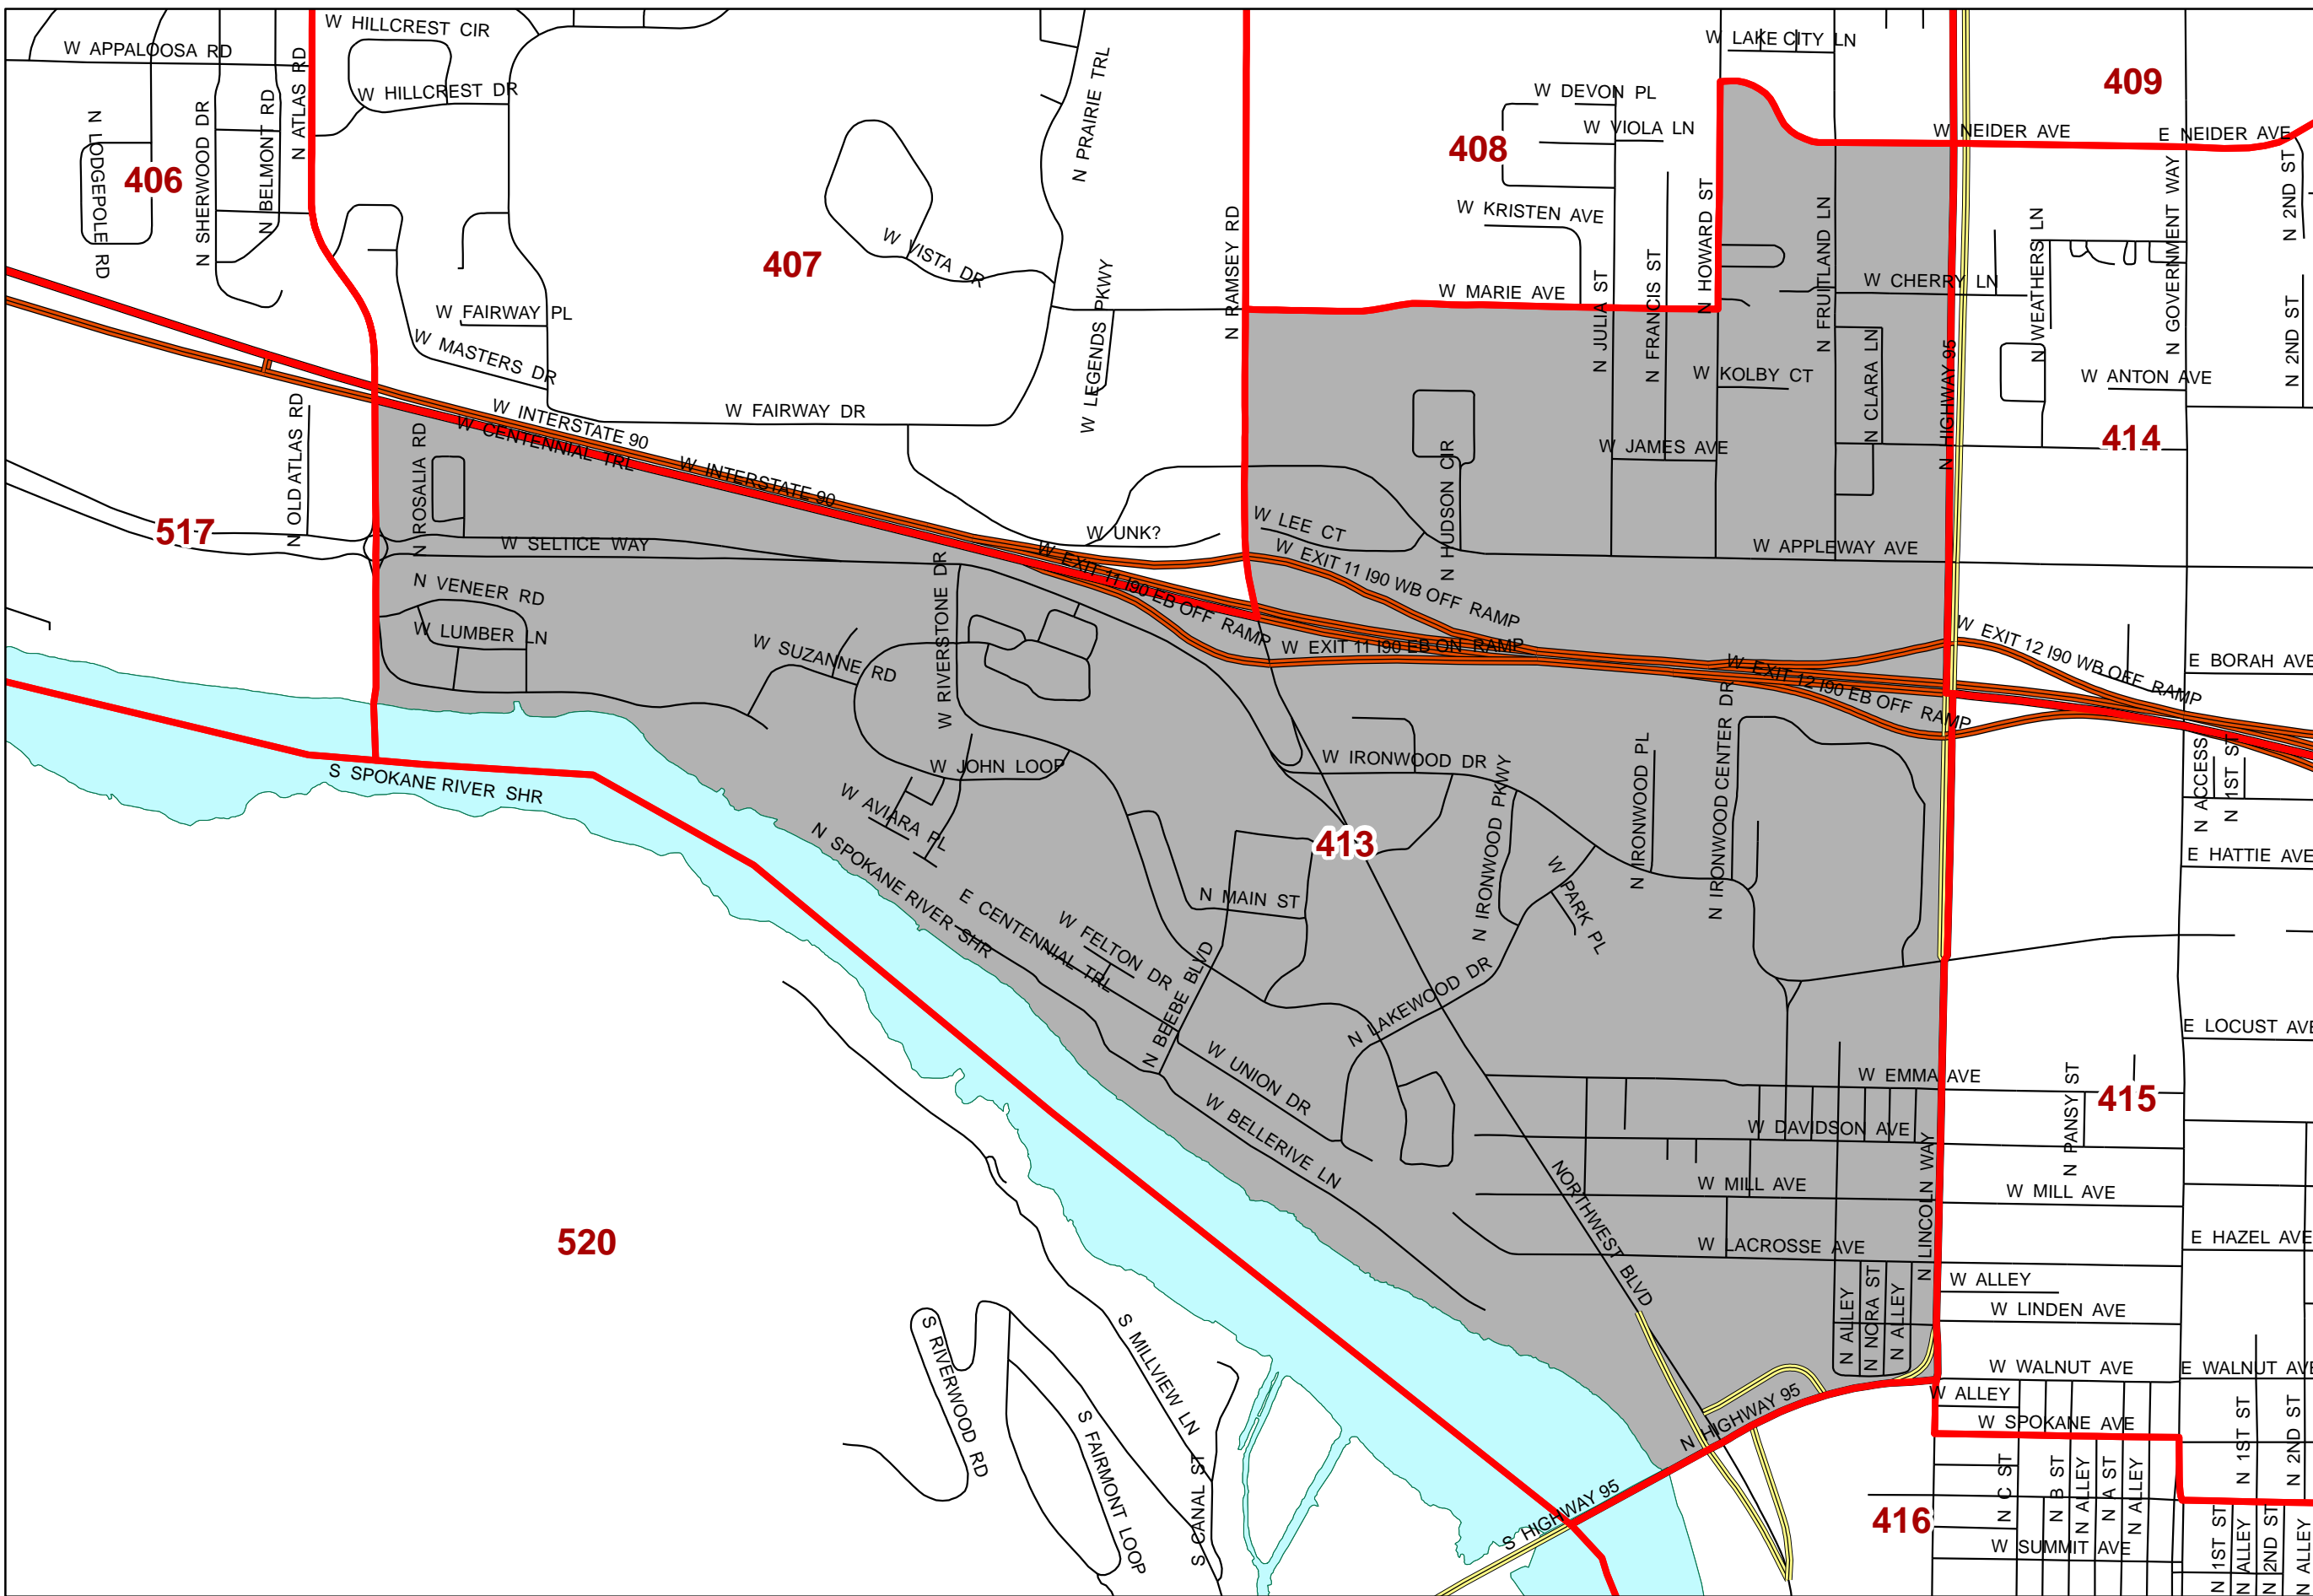 W HILLCREST CIR
W APPALOOSA RD
N ATLAS RD
W HILLCREST DR
N LODGEPOLE RD
N SHERWOOD DR
N BELMONT RD
406
N PRAIRIE TRL
W VISTA DR
407
N RAMSEY RD
W LEGENDS PKWY
W FAIRWAY PL
W MASTERS DR
W FAIRWAY DR
W LAKE CITY LN
W DEVON PL
W VIOLA LN
408
W KRISTEN AVE
W MARIE AVE
N JULIA ST
N FRANCIS ST
N HOWARD ST
N FRUITLAND LN
409
W NEIDER AVE
E NEIDER AVE
N 2ND ST
N GOVERNMENT WAY
N WEATHERS LN
W CHERRY LN
N 2ND ST
W ANTON AVE
414
N HIGHWAY 95
N CLARA LN
W KOLBY CT
W JAMES AVE
N HUDSON CIR
W APPLEWAY AVE
W LEE CT
W INTERSTATE 90
W CENTENNIAL TRL
W INTERSTATE 90
N OLD ATLAS RD
N ROSALIA RD
517
W SELTICE WAY
W UNK?
W EXIT 11 I90 EB OFF RAMP
W EXIT 11 I90 WB OFF RAMP
W EXIT 11 I90 EB ON RAMP
W EXIT 12 I90 WB OFF RAMP
W EXIT 12 I90 EB OFF RAMP
E BORAH AVE
N VENEER RD
W LUMBER LN
W SUZANNE RD
W RIVERSTONE DR
W JOHN LOOP
W AVIARA PL
S SPOKANE RIVER SHR
N SPOKANE RIVER SHR
E CENTENNIAL TRL
W FELTON DR
N BEEBE BLVD
N MAIN ST
413
W IRONWOOD DR
N IRONWOOD PKWY
N IRONWOOD PL
N IRONWOOD CENTER DR
W PARK PL
N LAKEWOOD DR
W UNION DR
W BELLERIVE LN
N ACCESS
N 1ST ST
E HATTIE AVE
E LOCUST AVE
W EMMA AVE
N PANSY ST
415
W DAVIDSON AVE
W MILL AVE
W MILL AVE
N LINCOLN WAY
E HAZEL AVE
W LACROSSE AVE
NORTHWEST BLVD
W ALLEY
W LINDEN AVE
N ALLEY
N NORA ST
N ALLEY
W WALNUT AVE
E WALNUT AVE
W ALLEY
W SPOKANE AVE
N HIGHWAY 95
S HIGHWAY 95
520
S RIVERWOOD RD
S MILLVIEW LN
S FAIRMONT LOOP
S CANAL ST
416
N C ST
N B ST
N ALLEY
N A ST
N ALLEY
N 1ST ST
N 2ND ST
W SUMMIT AVE
N 1ST ST
N ALLEY
N 2ND ST
N ALLEY